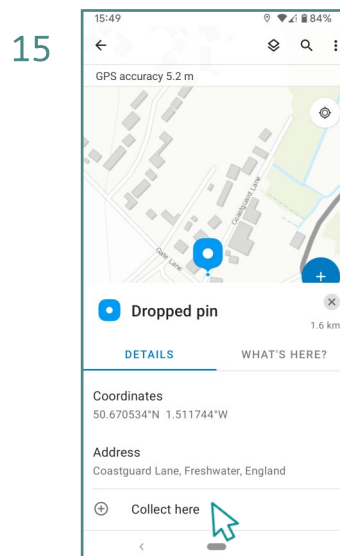 15
15:49
84%
GPS accuracy 5.2 m
Coastguard Lane
Gate Lane
Dropped pin
1.6 km
DETAILS
WHAT'S HERE?
Coordinates
50.670534°N 1.511744°W
Address
Coastguard Lane, Freshwater, England
Collect here